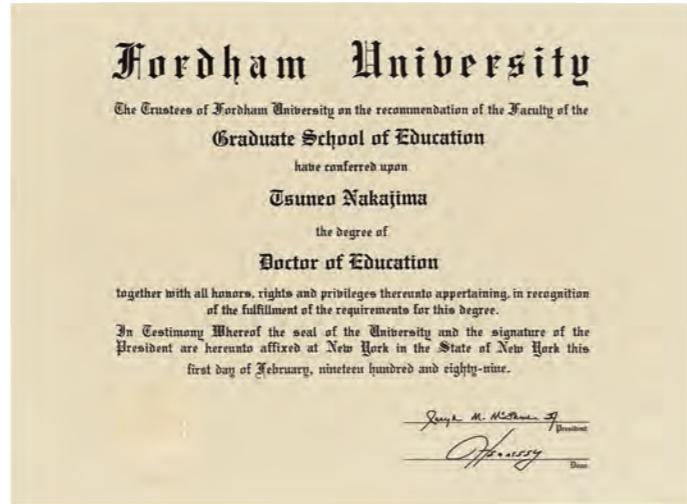 Fordham University
The Trustees of Fordham University on the recommendation of the Faculty of the
Graduate School of Education
have conferred upon
Tsuneo Nakajima
the degree of
Doctor of Education
together with all honors, rights and privileges thereunto appertaining, in recognition
of the fulfillment of the requirements for this degree.
In Testimony Whereof the seal of the University and the signature of the
President are hereunto affixed at New York in the State of New York this
first day of February, nineteen hundred and eighty-nine.
Joseph M. McShane SJ
President
Hennessy
Dean